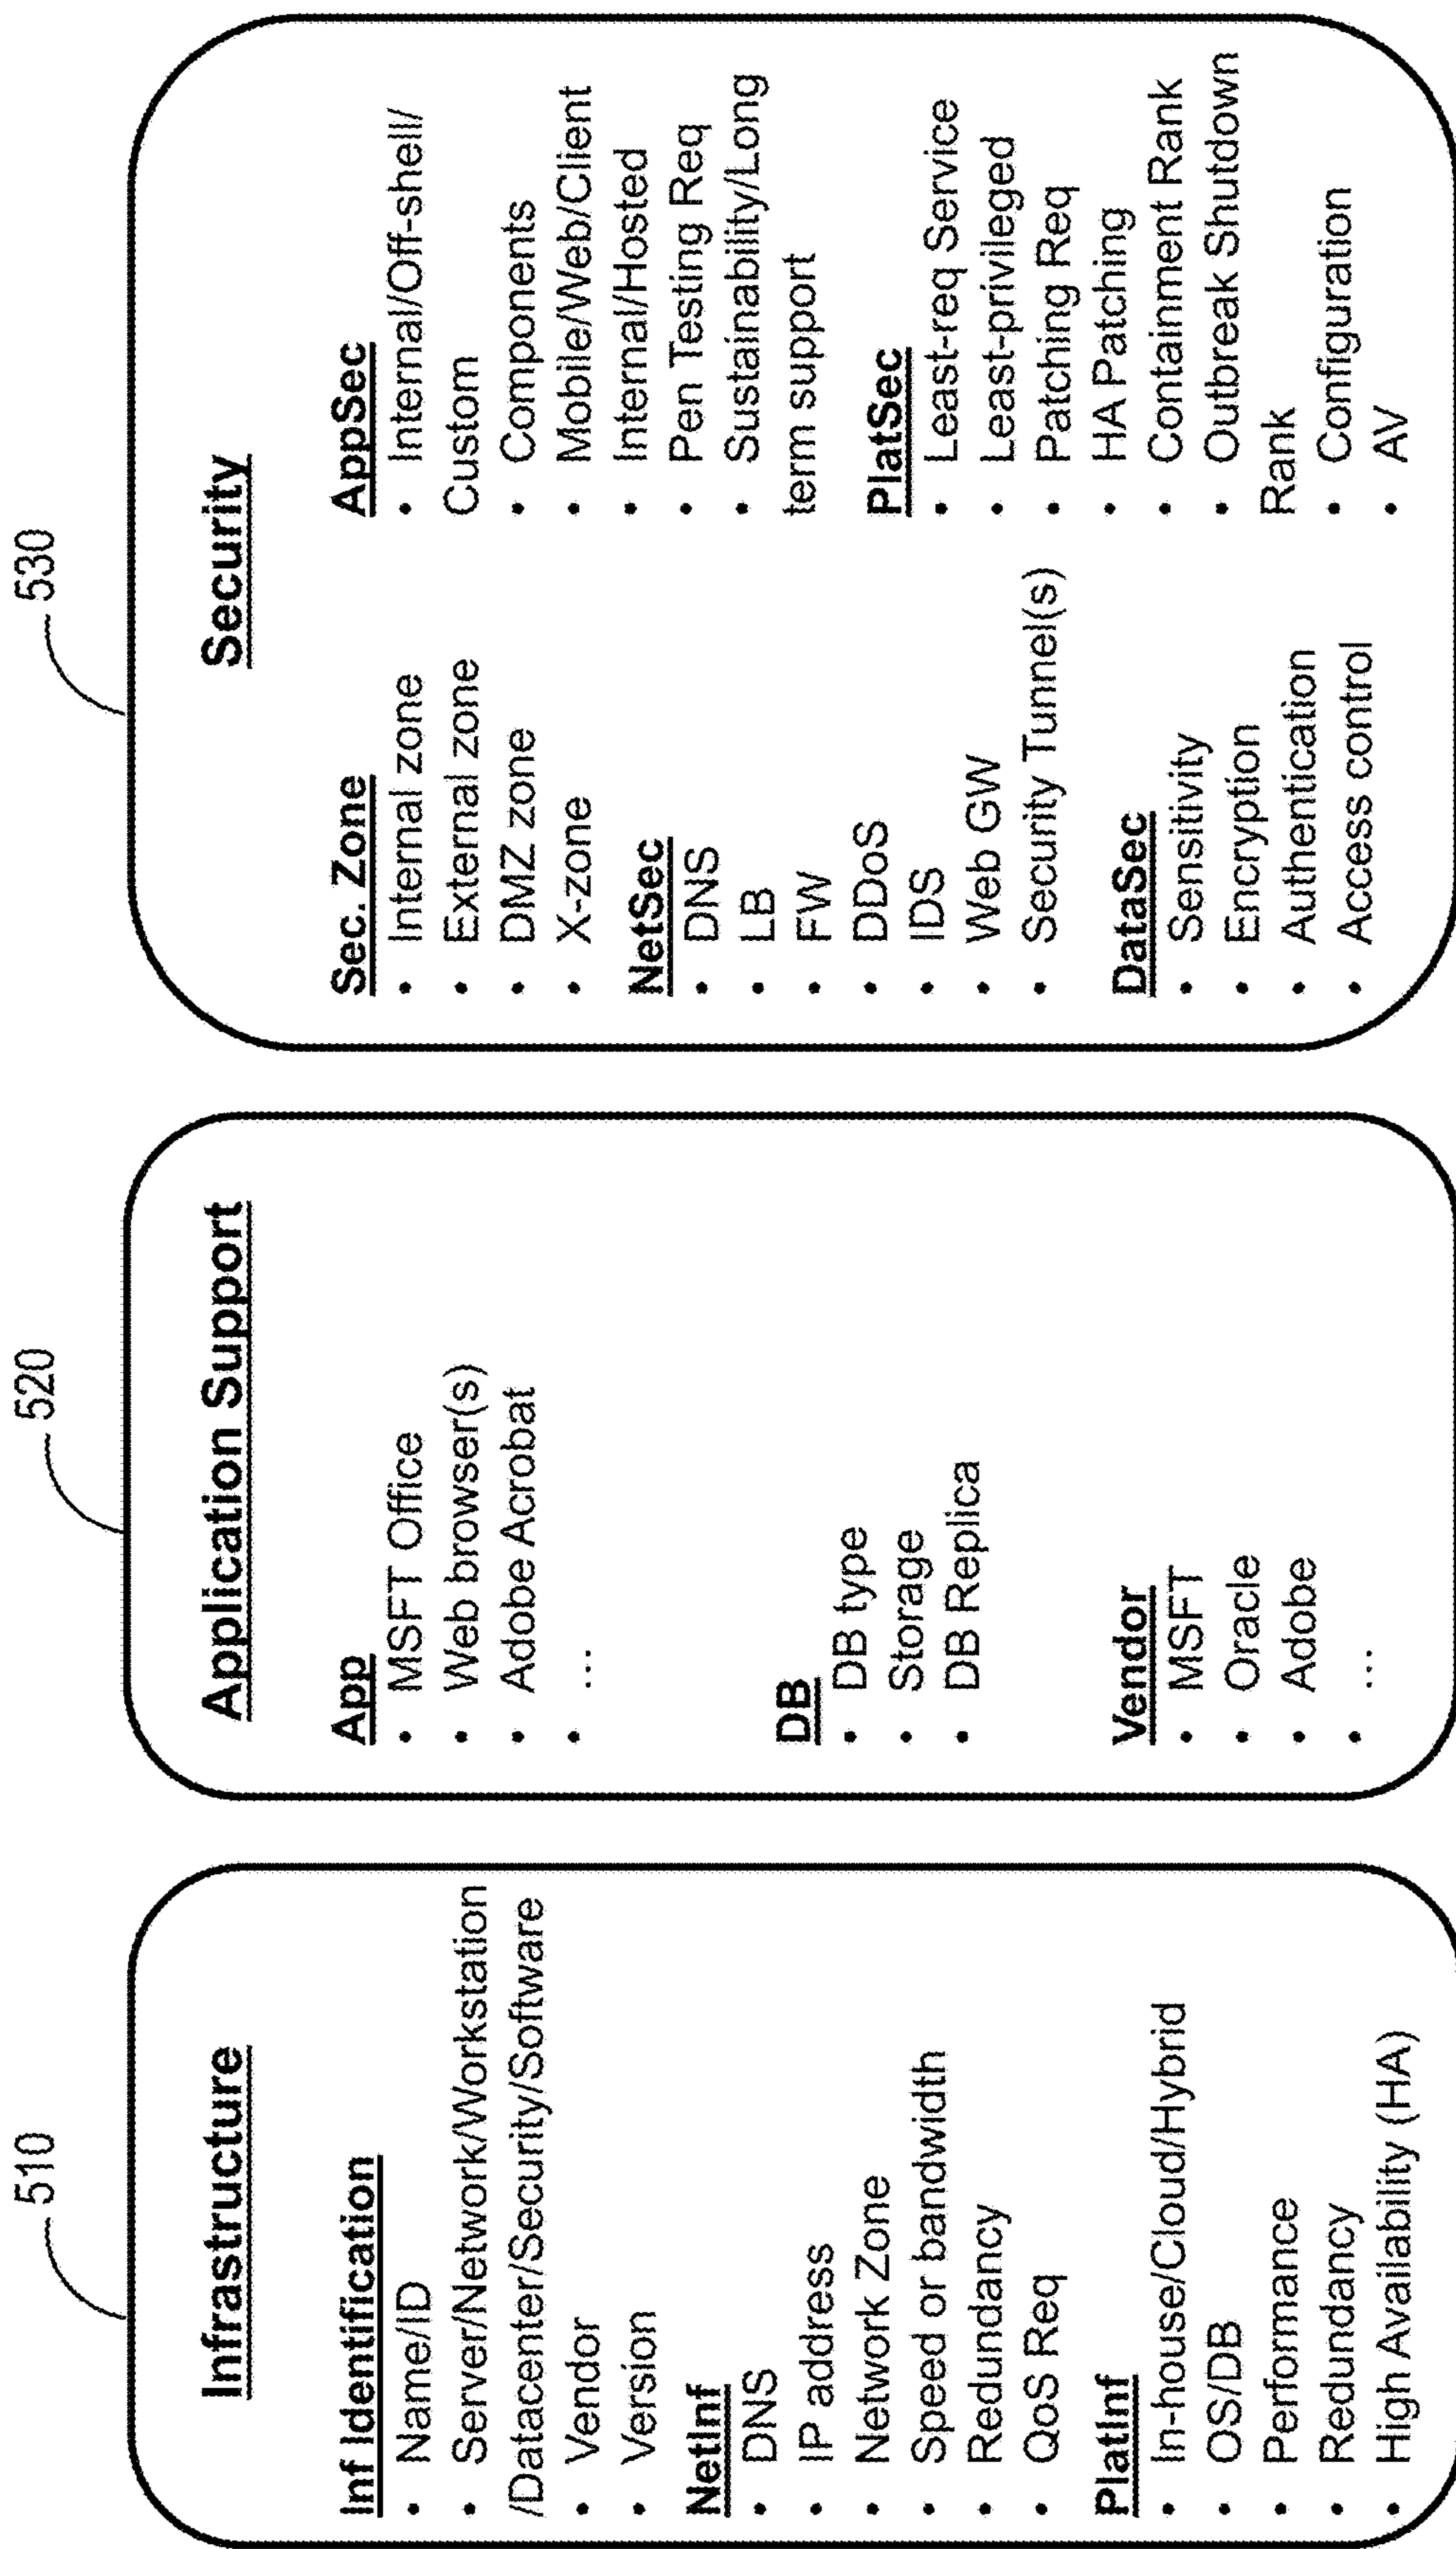 510
Infrastructure
Inf Identification
• Name/ID
• Server/Network/Workstation
/Datacenter/Security/Software
• Vendor
• Version
NetInf
• DNS
• IP address
• Network Zone
• Speed or bandwidth
• Redundancy
• QoS Req
PlatInf
• In-house/Cloud/Hybrid
• OS/DB
• Performance
• Redundancy
• High Availability (HA)
520
Application Support
App
• MSFT Office
• Web browser(s)
• Adobe Acrobat
• ...
DB
• DB type
• Storage
• DB Replica
Vendor
• MSFT
• Oracle
• Adobe
• ...
530
Security
Sec. Zone
• Internal zone
• External zone
• DMZ zone
• X-zone
NetSec
• DNS
• LB
• FW
• DDoS
• IDS
• Web GW
• Security Tunnel(s)
DataSec
• Sensitivity
• Encryption
• Authentication
• Access control
AppSec
• Internal/Off-shell/
Custom
• Components
• Mobile/Web/Client
• Internal/Hosted
• Pen Testing Req
• Sustainability/Long
term support
PlatSec
• Least-req Service
• Least-privileged
• Patching Req
• HA Patching
• Containment Rank
• Outbreak Shutdown
Rank
• Configuration
• AV